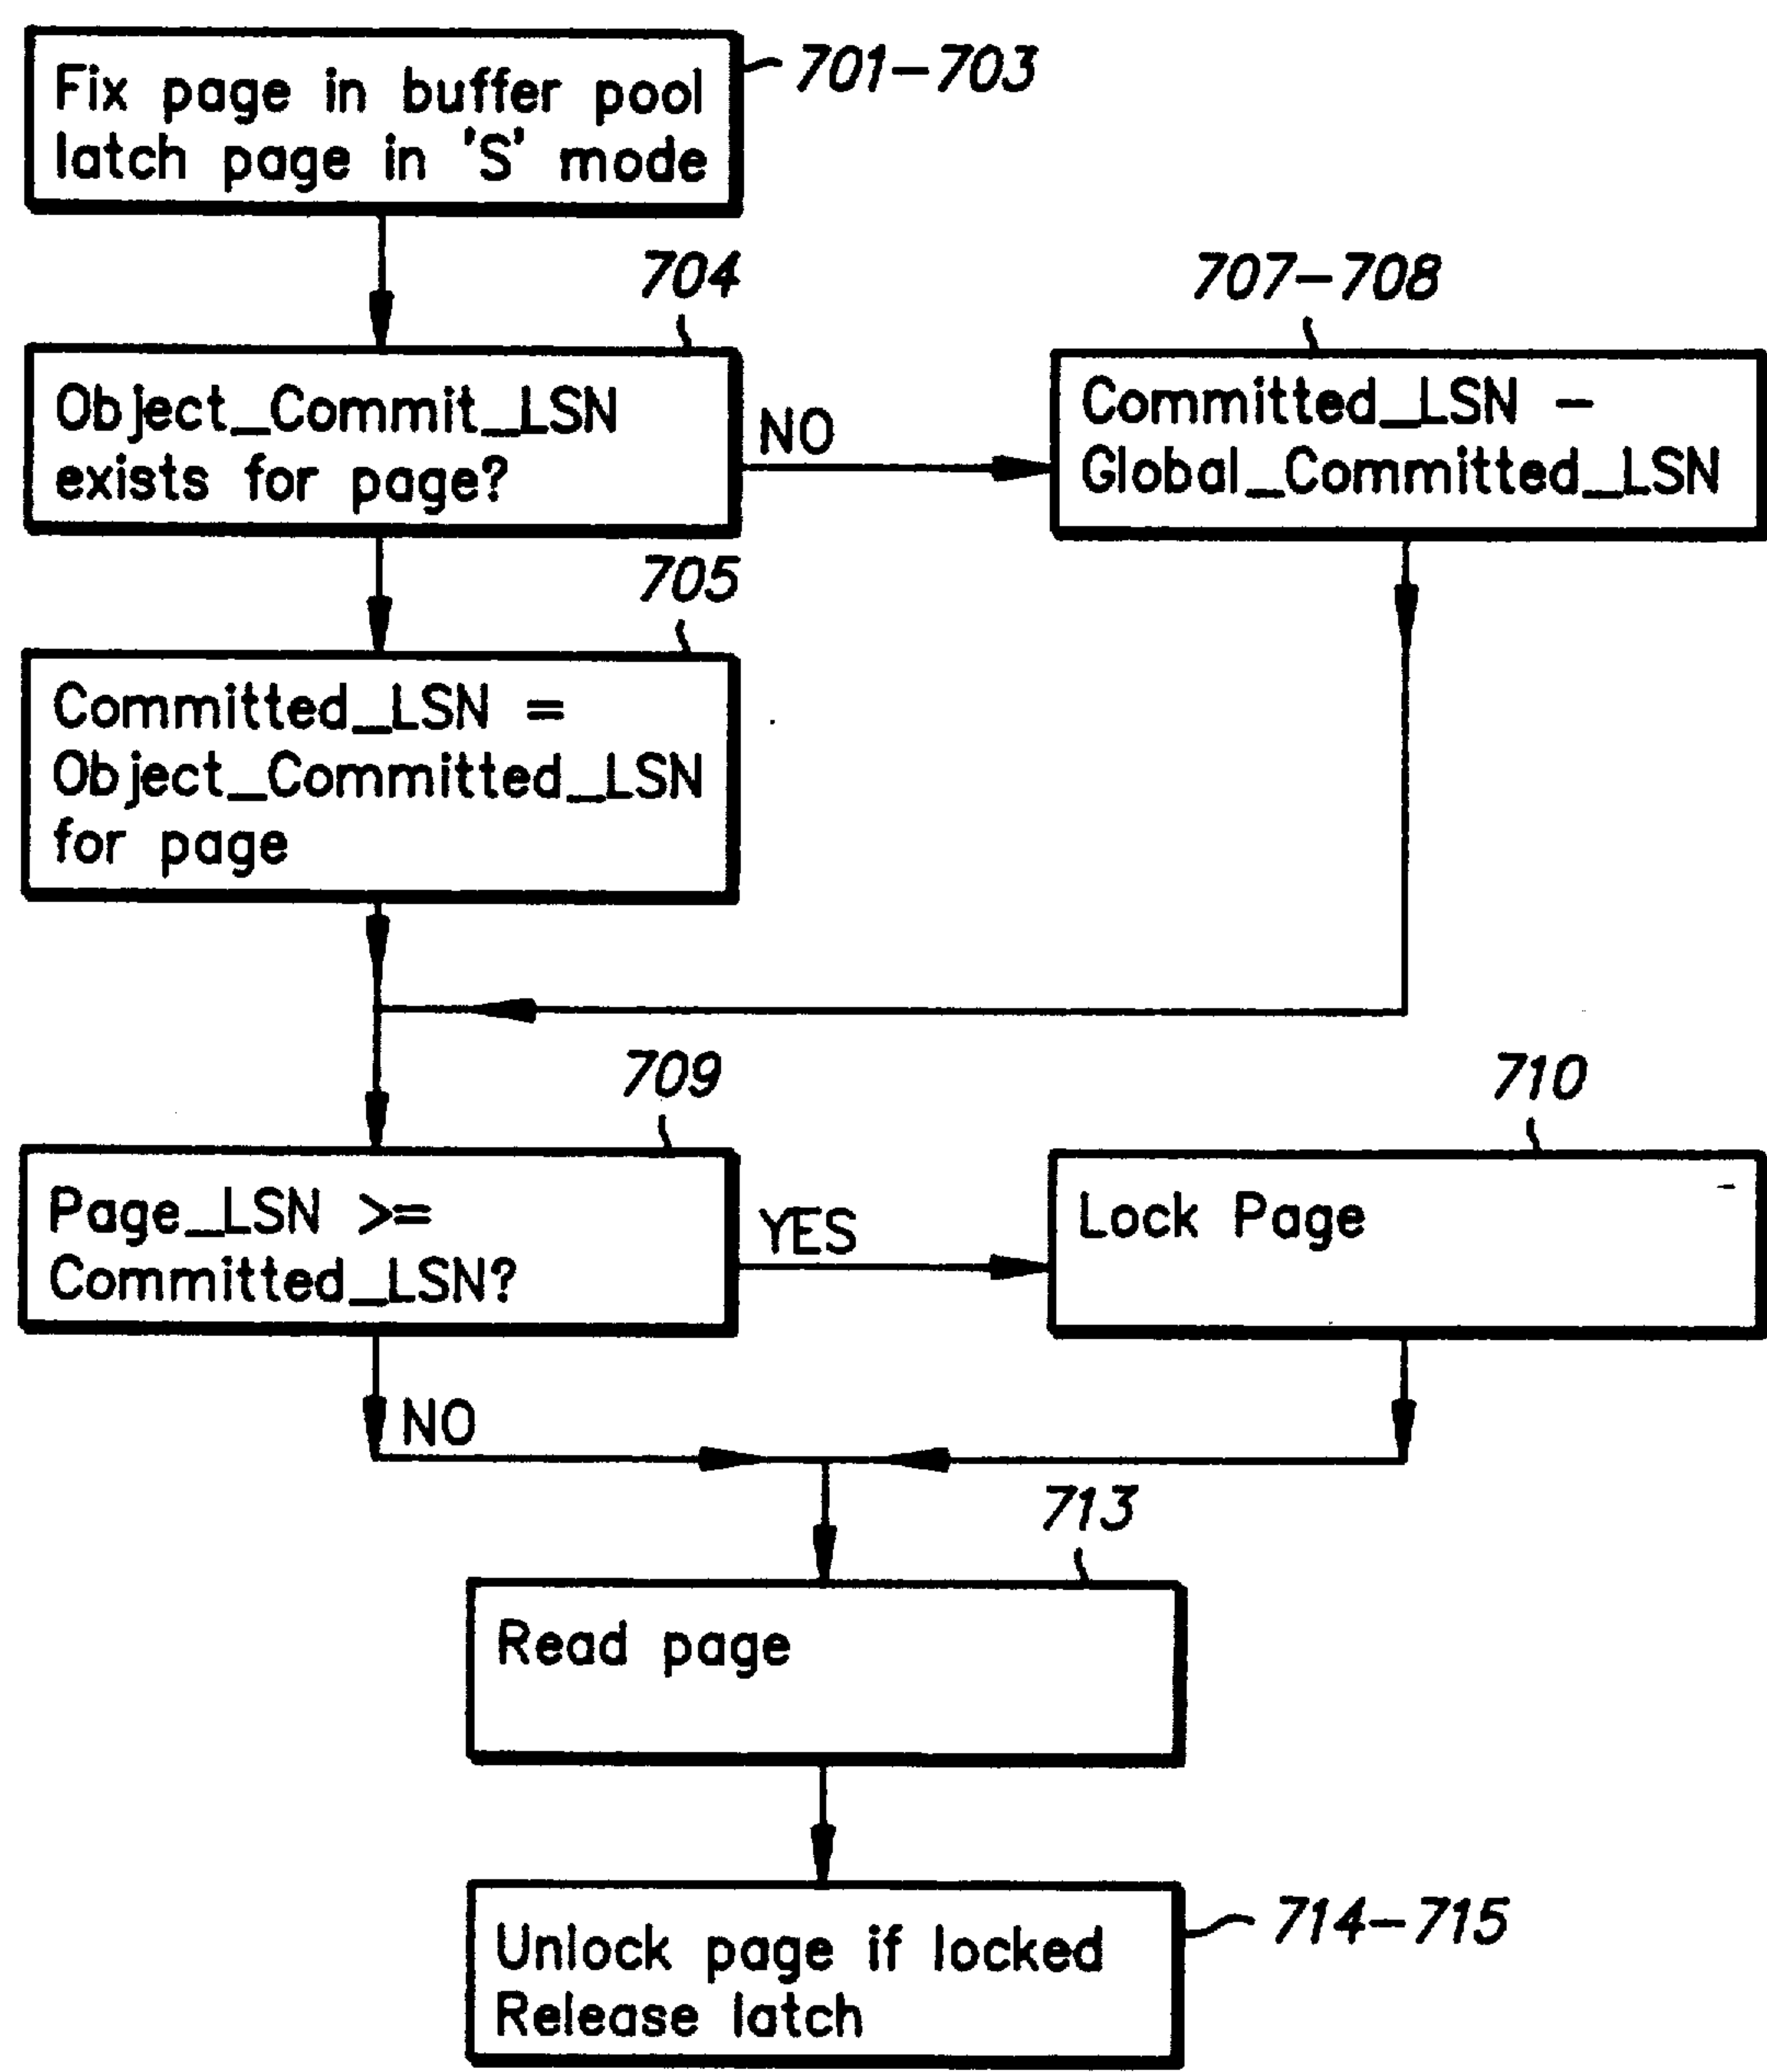 Fix page in buffer pool
latch page in 'S' mode
701-703
704
Object_Commit_LSN
exists for page?
NO
707-708
Committed_LSN -
Global_Committed_LSN
705
Committed_LSN =
Object_Committed_LSN
for page
709
Page_LSN >=
Committed_LSN?
YES
710
Lock Page
NO
713
Read page
714-715
Unlock page if locked
Release latch